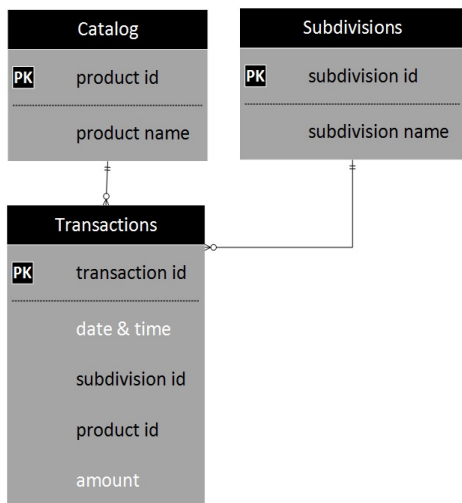 Catalog
PK product id
product name
Subdivisions
PK subdivision id
subdivision name
Transactions
PK transaction id
date & time
subdivision id
product id
amount